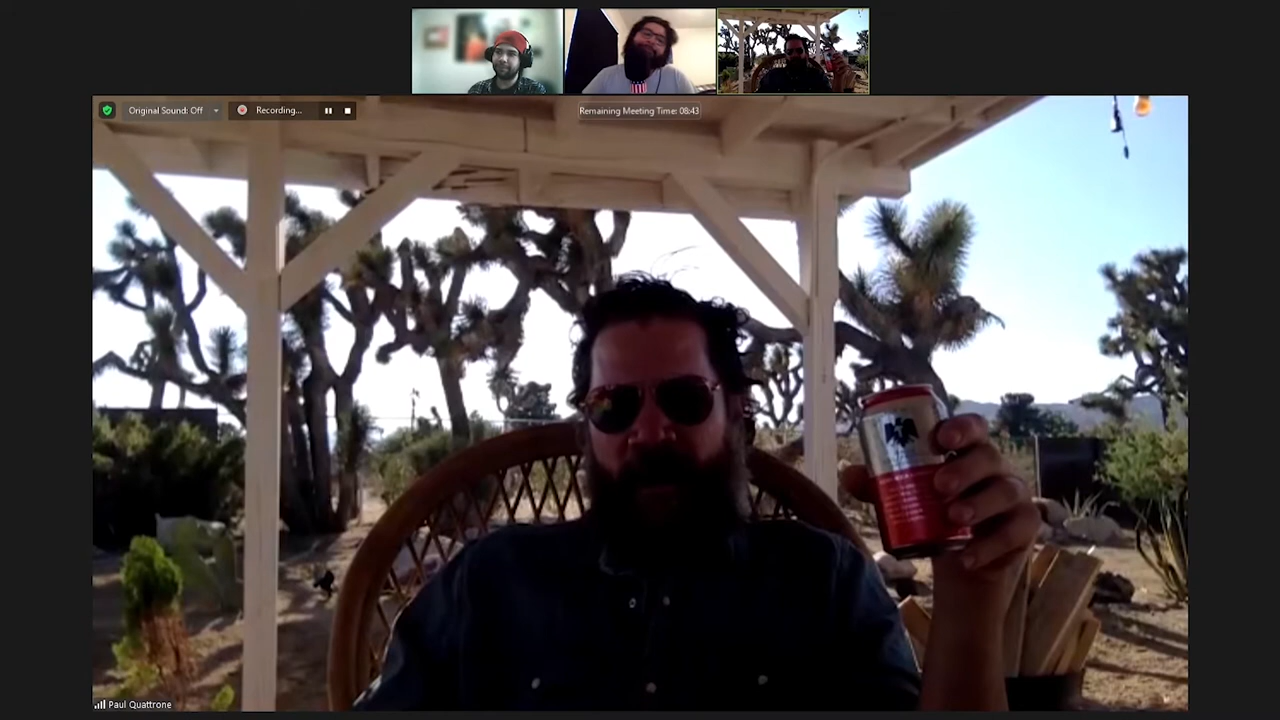 Original Sound: Off
Recording...
Remaining Meeting Time: 08:43
Paul Quattrone